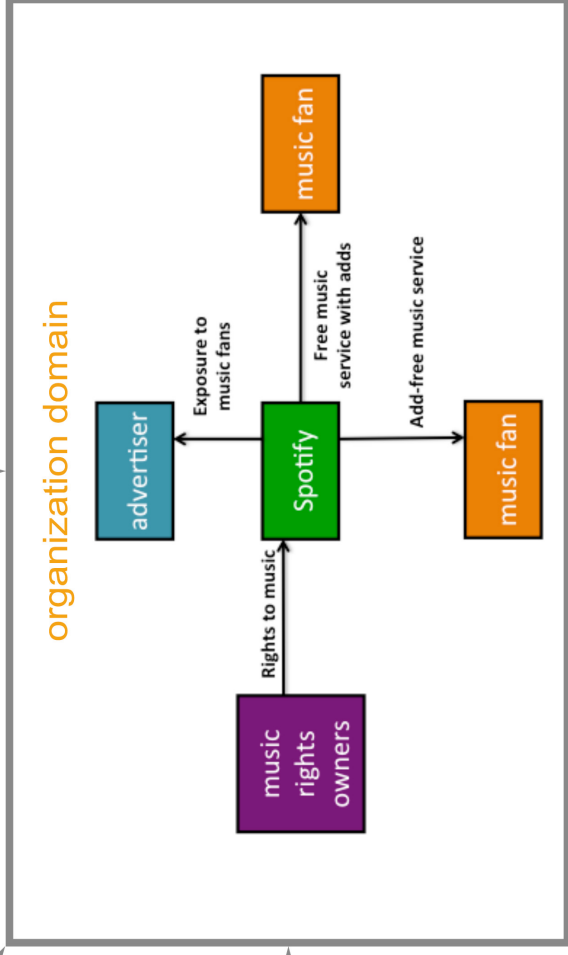 organization domain
advertiser
Exposure to
music fans
music
rights
owners
Rights to music
Spotify
Free music
service with adds
music fan
Add-free music service
music fan